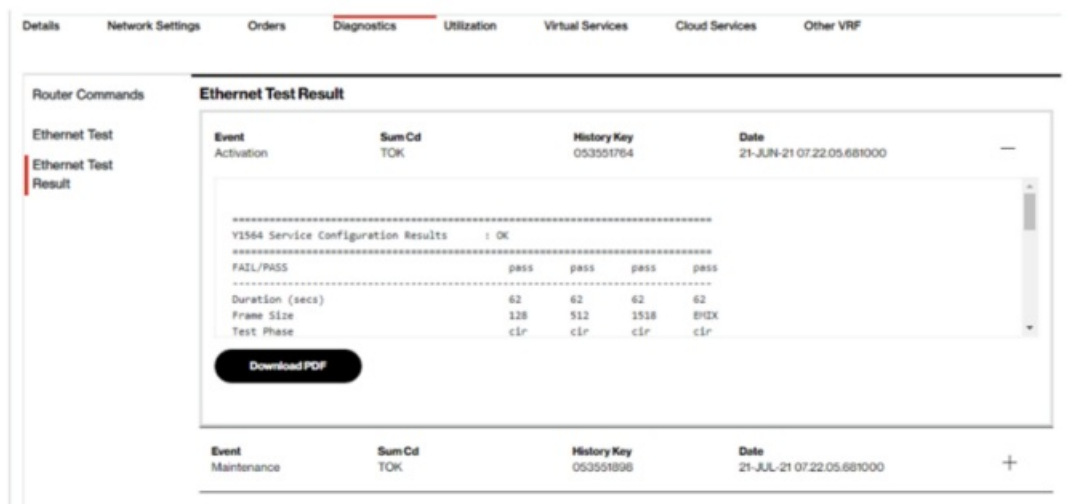 Details Network Settings Orders Diagnostics Utilization Virtual Services Cloud Services Other VRF
Router Commands
Ethernet Test
Ethernet Test
Result
Ethernet Test Result
Event Sum Cd History Key Date
Activation TOK 053551764 21-JUN-21 07.22.05.681000
================================================================================
Y1564 Service Configuration Results : OK
================================================================================
FAIL/PASS pass pass pass pass
--------------------------------------------------------------------------------
Duration (secs) 62 62 62 62
Frame Size 128 512 1518 EMIX
Test Phase cir cir cir cir
Download PDF
Event Sum Cd History Key Date
Maintenance TOK 053551898 21-JUL-21 07.22.05.681000